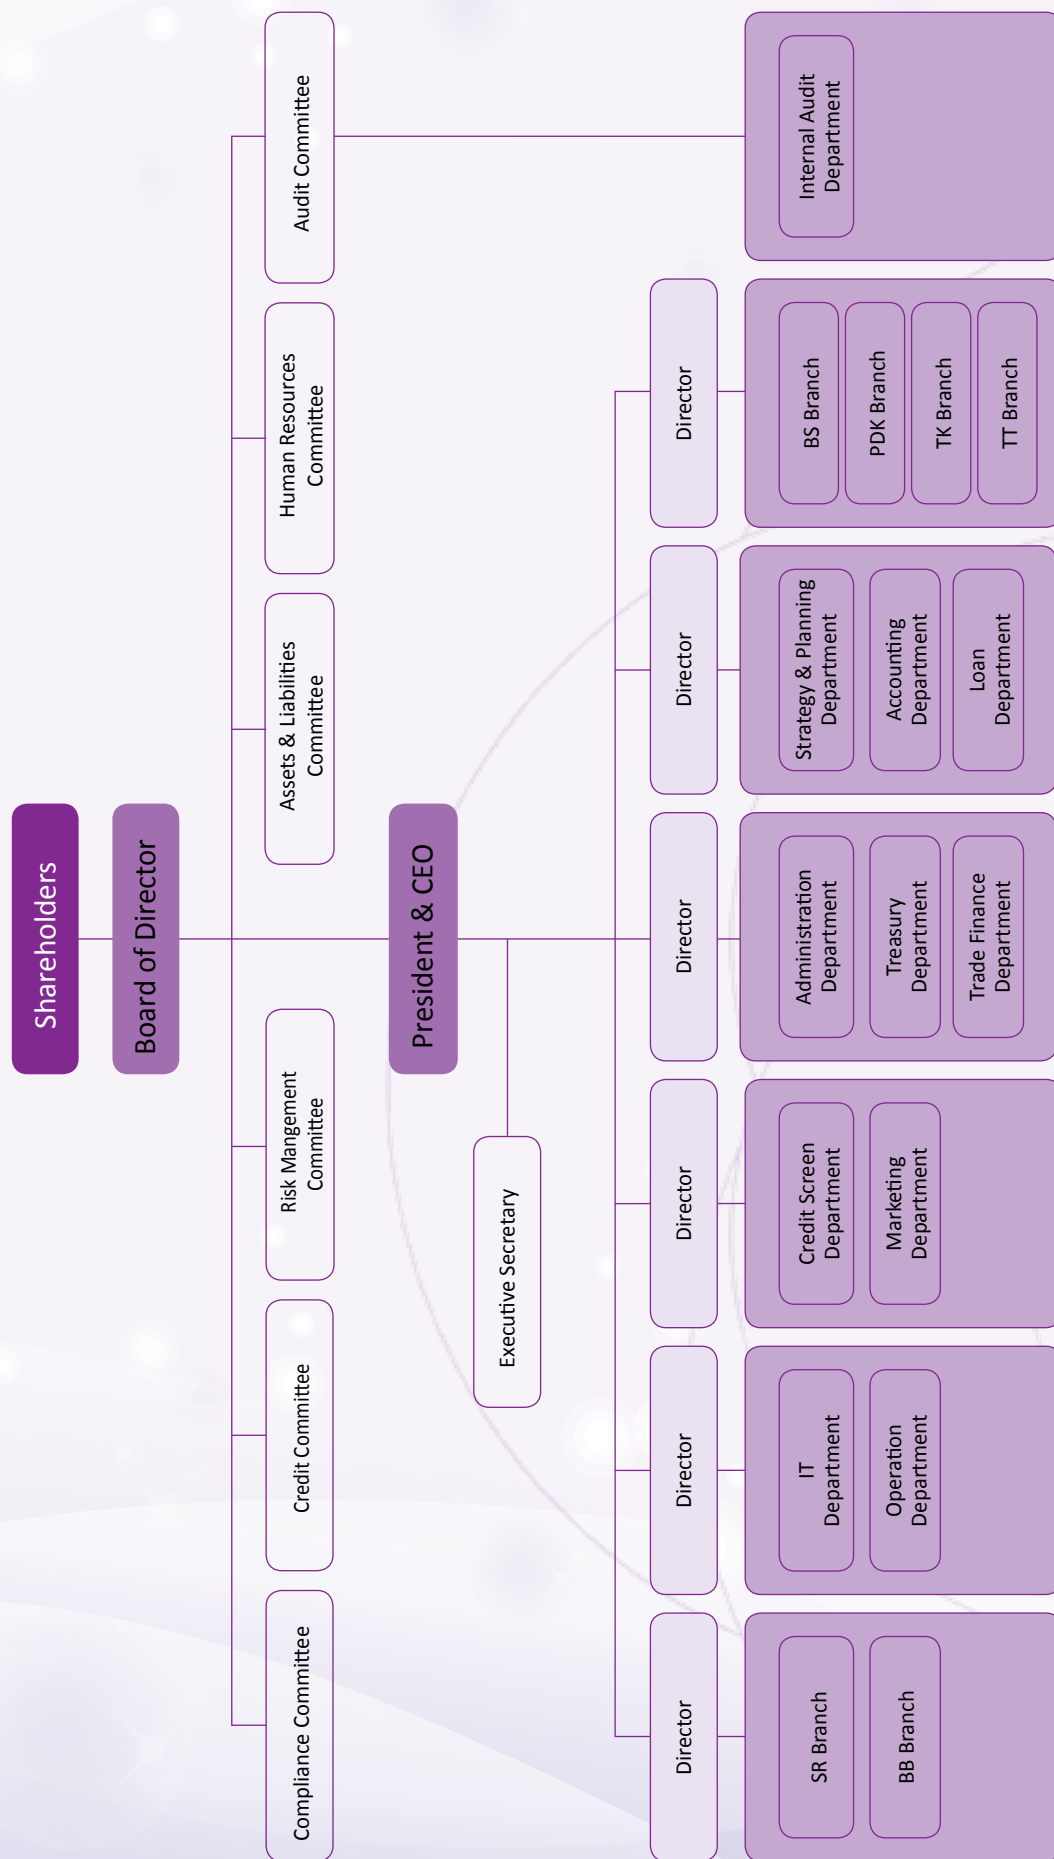 Shareholders
Board of Director
Compliance Committee
Credit Committee
Risk Mangement
Committee
Assets & Liabilities
Committee
Human Resources
Committee
Audit Committee
President & CEO
Executive Secretary
Director
Director
Director
Director
Director
Director
SR Branch
BB Branch
IT
Department
Operation
Department
Credit Screen
Department
Marketing
Department
Administration
Department
Treasury
Department
Trade Finance
Department
Strategy & Planning
Department
Accounting
Department
Loan
Department
BS Branch
PDK Branch
TK Branch
TT Branch
Internal Audit
Department